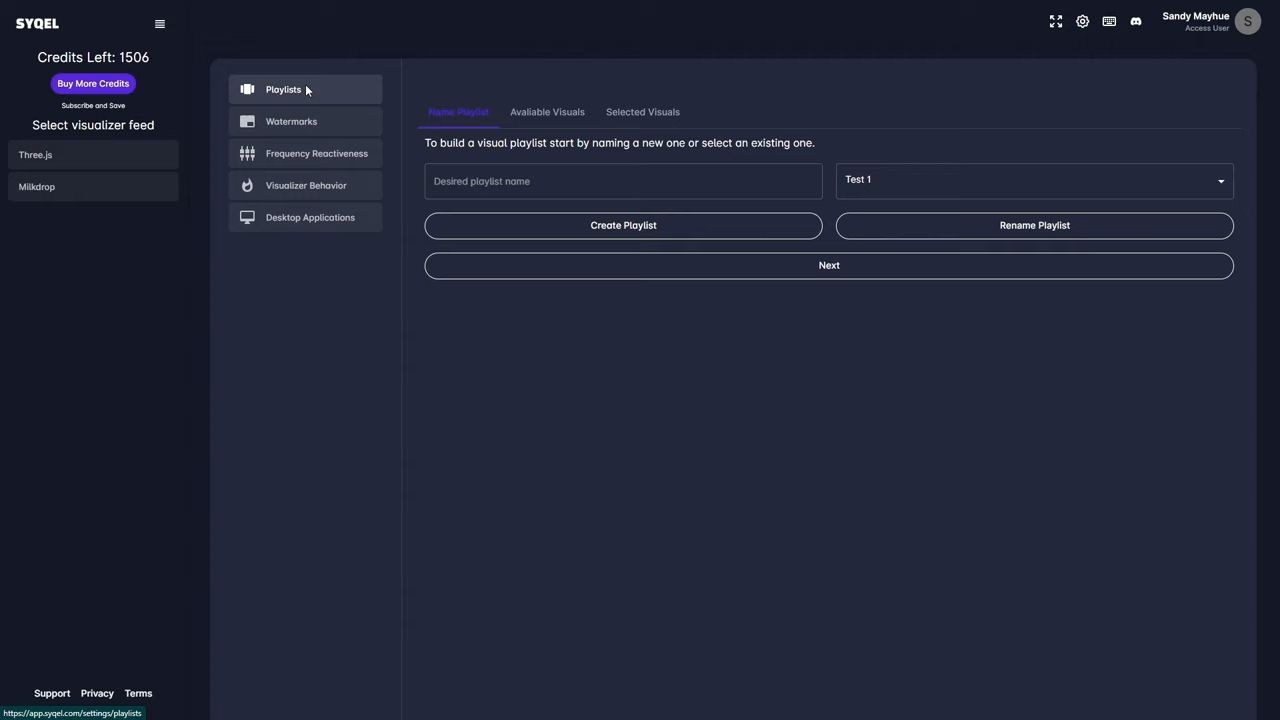 SYQEL
Credits Left: 1506
Buy More Credits
Subscribe and Save
Select visualizer feed
Three.js
Milkdrop
Sandy Mayhue
Access User
S
Playlists
Watermarks
Frequency Reactiveness
Visualizer Behavior
Desktop Applications
Name Playlist Avaliable Visuals Selected Visuals
To build a visual playlist start by naming a new one or select an existing one.
Desired playlist name
Test 1
Create Playlist
Rename Playlist
Next
Support Privacy Terms
https://app.syqel.com/settings/playlists